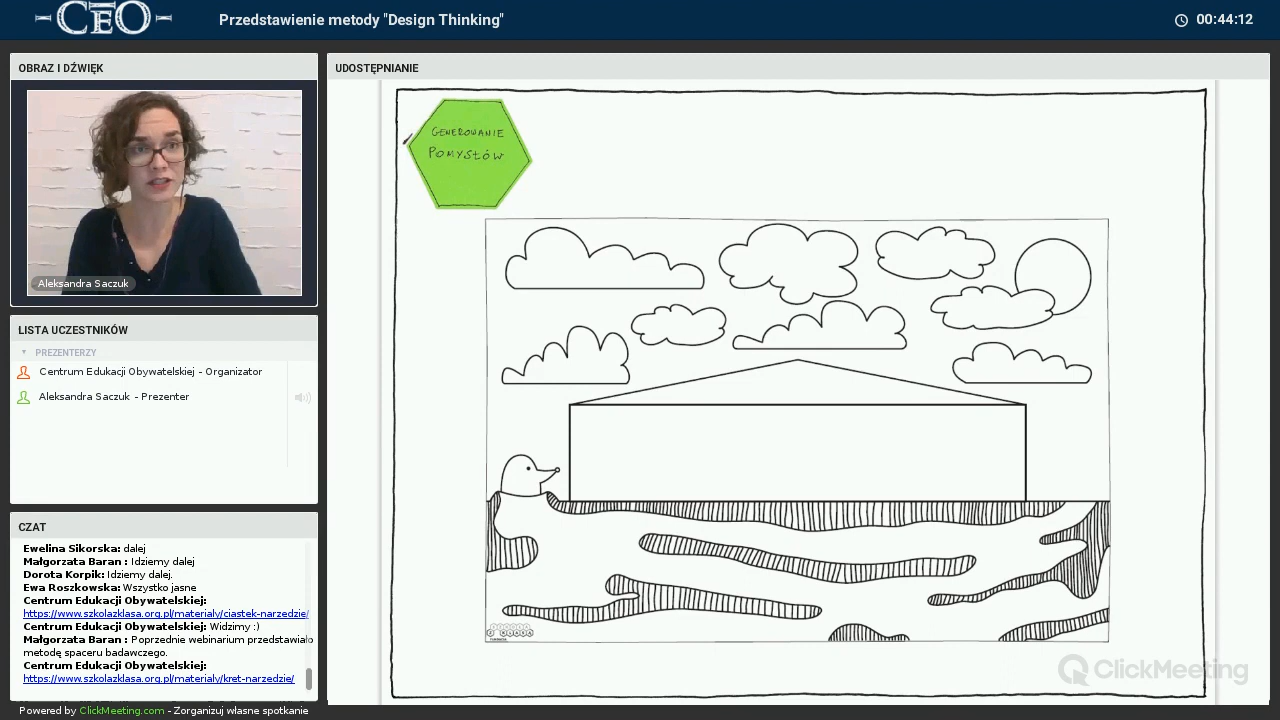 CEO
Przedstawienie metody "Design Thinking"
00:44:12
OBRAZ I DŹWIĘK
Aleksandra Saczuk
LISTA UCZESTNIKÓW
PREZENTERZY
Centrum Edukacji Obywatelskiej - Organizator
Aleksandra Saczuk - Prezenter
CZAT
Ewelina Sikorska: dalej
Małgorzata Baran : Idziemy dalej
Dorota Korpik: Idziemy dalej.
Ewa Roszkowska: Wszystko jasne
Centrum Edukacji Obywatelskiej:
https://www.szkolazklasa.org.pl/materialy/ciastek-narzedzie/
Centrum Edukacji Obywatelskiej: Widzimy :)
Małgorzata Baran : Poprzednie webinarium przedstawiało
metodę spaceru badawczego.
Centrum Edukacji Obywatelskiej:
https://www.szkolazklasa.org.pl/materialy/kret-narzedzie/
Powered by ClickMeeting.com - Zorganizuj własne spotkanie
UDOSTĘPNIANIE
GENEROWANIE
POMYSŁÓW
ClickMeeting